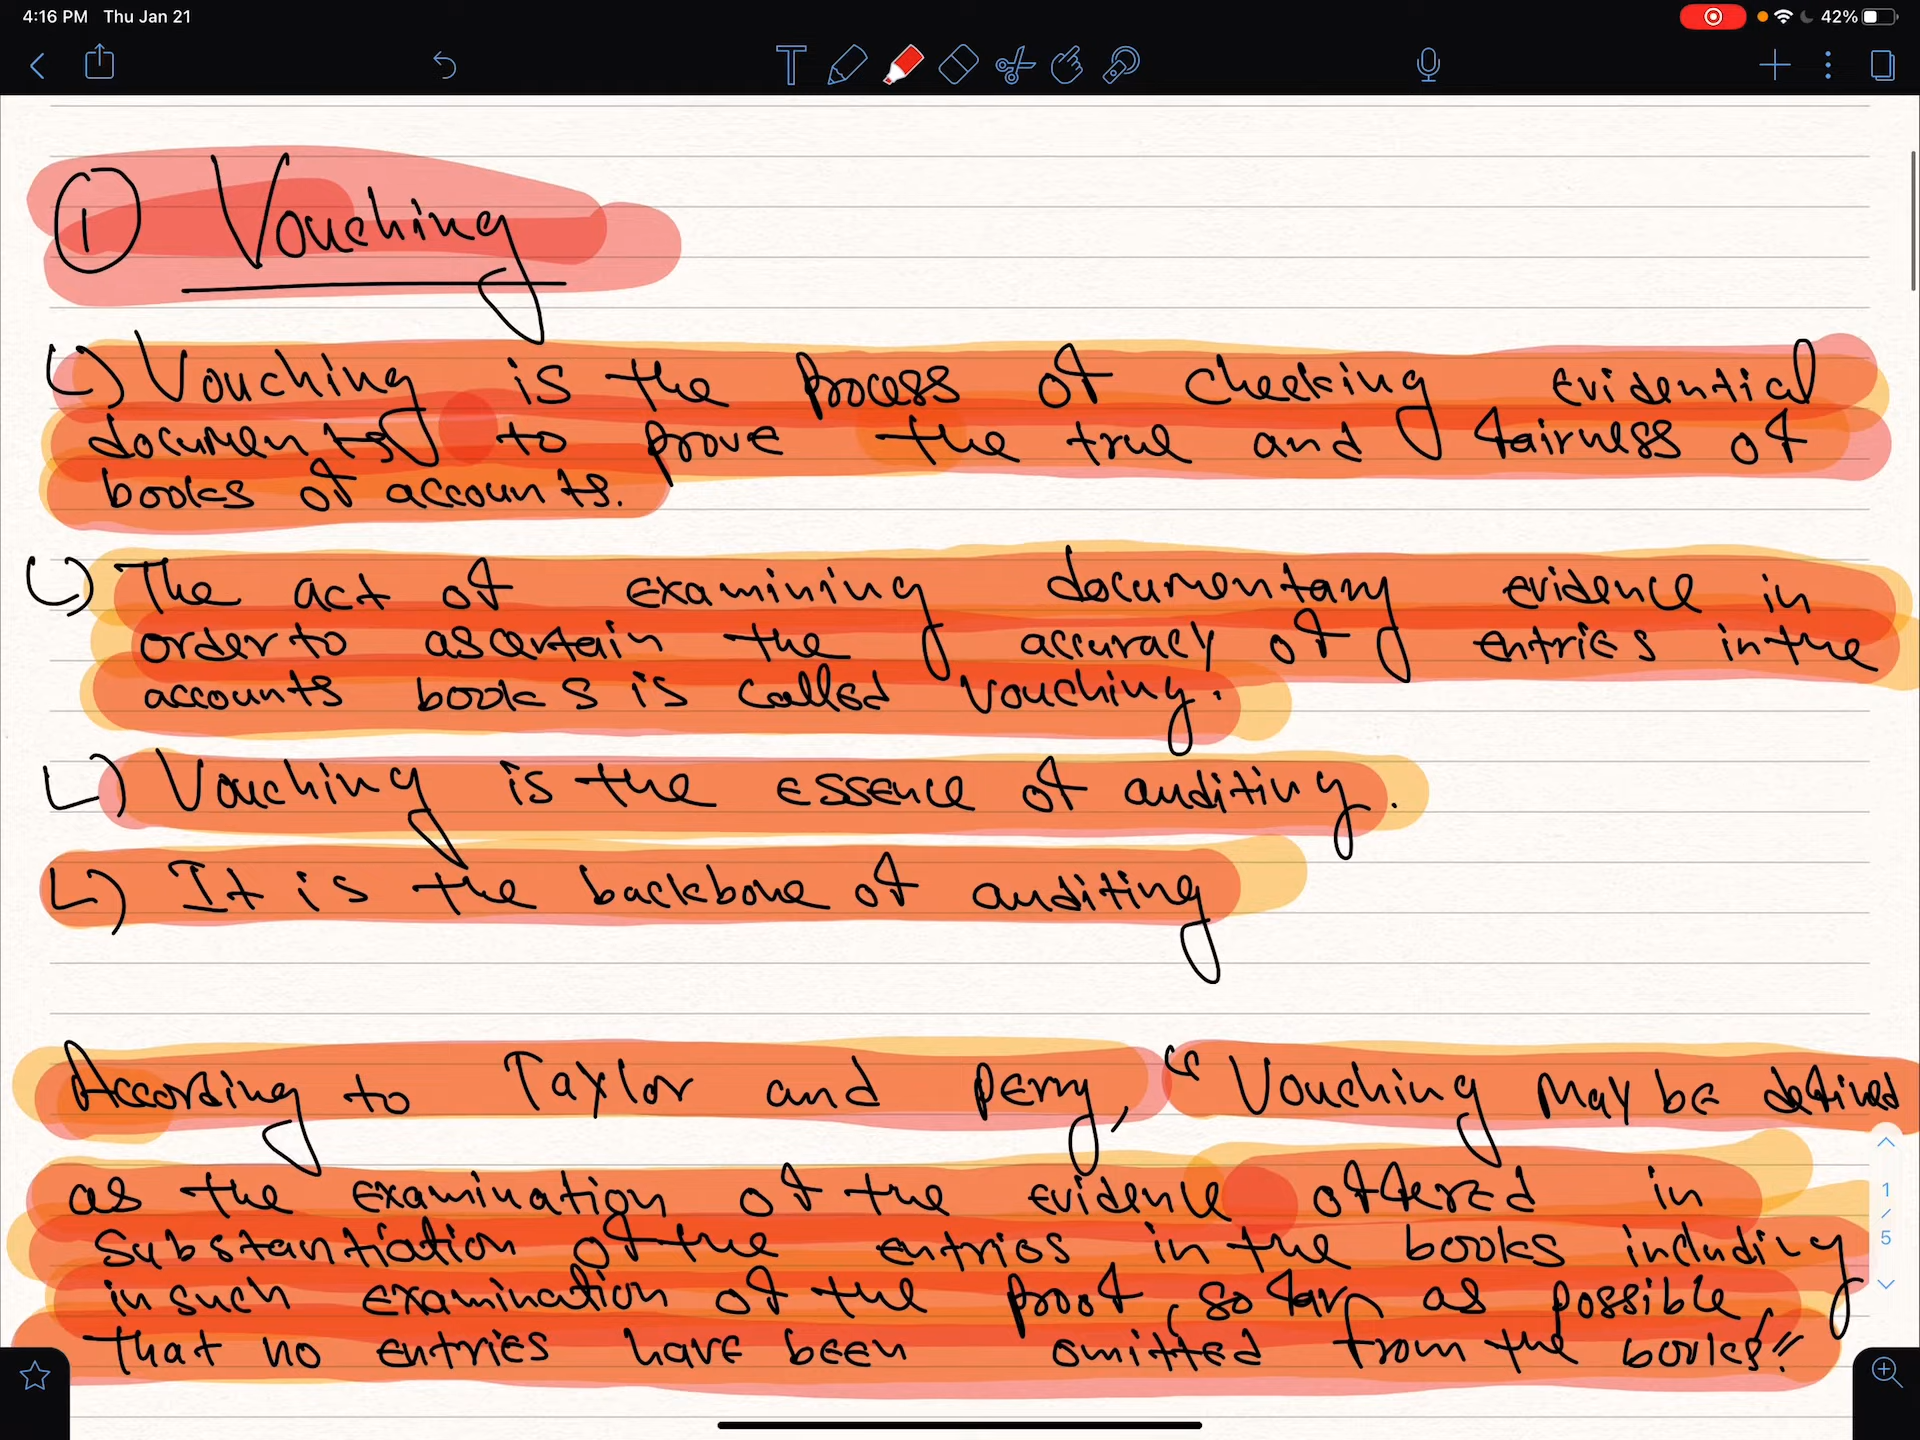 4:16 PM Thu Jan 21
42%
① Vouching
Vouching is the process of checking evidential
documents to prove the true and fairness of
books of accounts.
The act of examining documentary evidence in
order to ascertain the accuracy of entries in the
accounts books is called vouching.
Vouching is the essence of auditing.
It is the backbone of auditing
According to Taylor and Perry, "Vouching may be defined
as the examination of the evidence offered in
substantiation of the entries in the books including
in such examination of the proof, so far as possible,
that no entries have been omitted from the books."
1
/
5